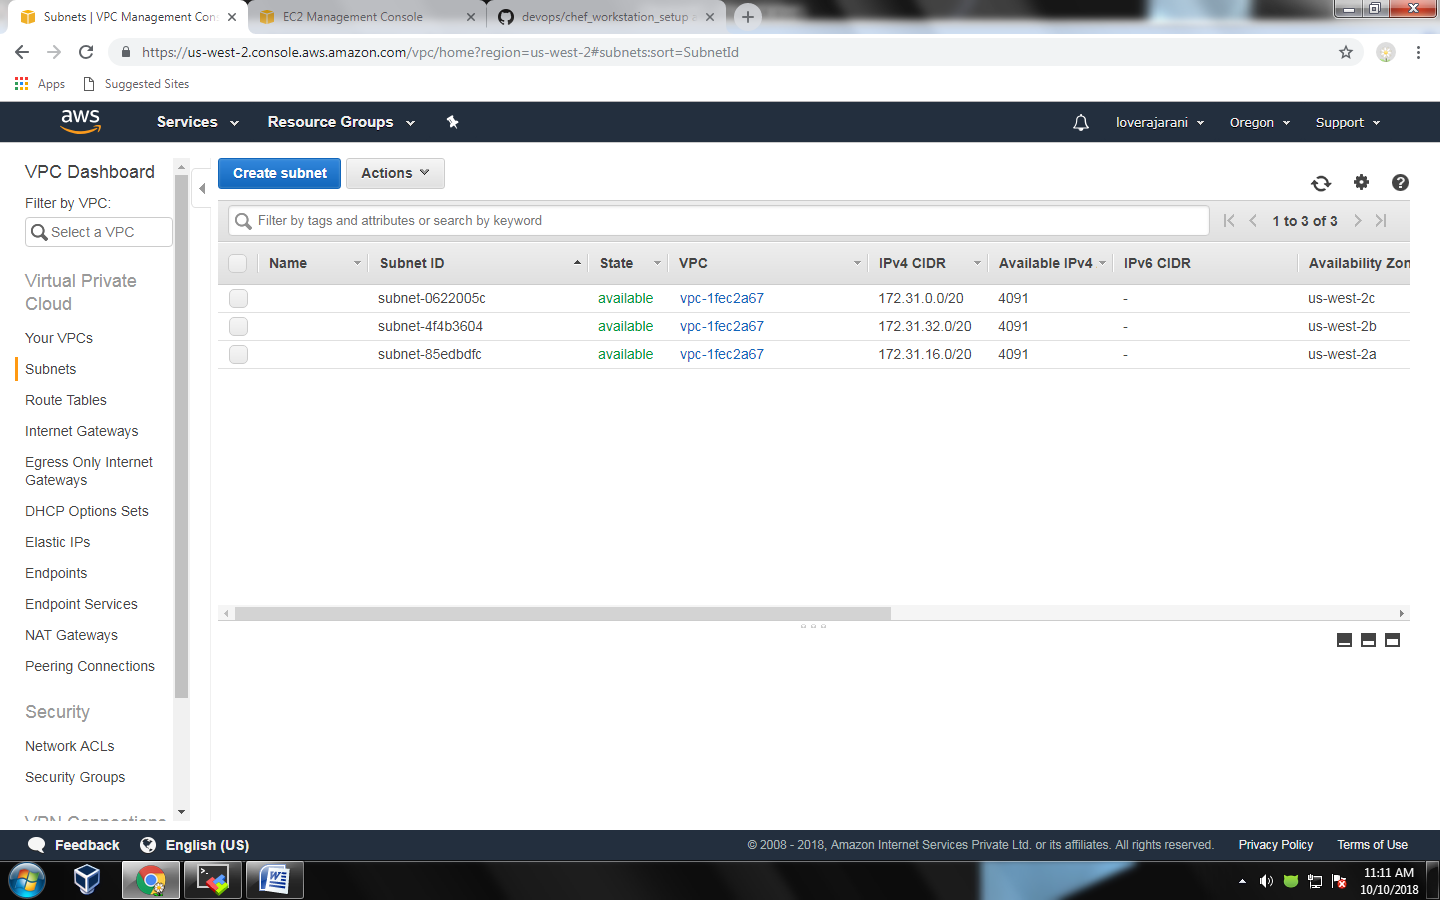 Subnets | VPC Management Con
EC2 Management Console
devops/chef_workstation_setup
https://us-west-2.console.aws.amazon.com/vpc/home?region=us-west-2#subnets:sort=SubnetId
Apps Suggested Sites
aws Services Resource Groups loverajarani Oregon Support
VPC Dashboard
Filter by VPC:
Select a VPC
Virtual Private
Cloud
Your VPCs
Subnets
Route Tables
Internet Gateways
Egress Only Internet
Gateways
DHCP Options Sets
Elastic IPs
Endpoints
Endpoint Services
NAT Gateways
Peering Connections
Security
Network ACLs
Security Groups
VPN Connections
Create subnet Actions
Filter by tags and attributes or search by keyword 1 to 3 of 3
Name Subnet ID State VPC IPv4 CIDR Available IPv4 IPv6 CIDR Availability Zon
subnet-0622005c available vpc-1fec2a67 172.31.0.0/20 4091 - us-west-2c
subnet-4f4b3604 available vpc-1fec2a67 172.31.32.0/20 4091 - us-west-2b
subnet-85edbdfc available vpc-1fec2a67 172.31.16.0/20 4091 - us-west-2a
Feedback English (US) © 2008 - 2018, Amazon Internet Services Private Ltd. or its affiliates. All rights reserved. Privacy Policy Terms of Use
11:11 AM
10/10/2018